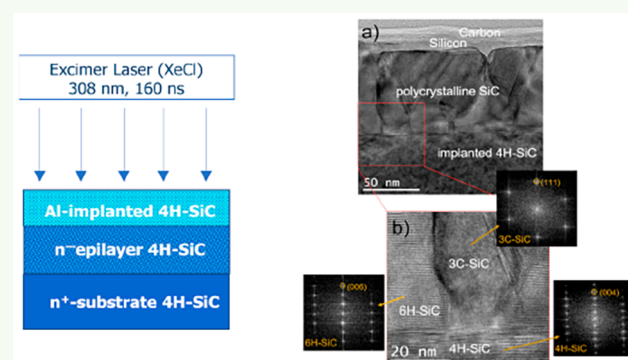 Excimer Laser (XeCl)
308 nm, 160 ns
Al-implanted 4H-SiC
n⁻epilayer 4H-SiC
n⁺-substrate 4H-SiC
a)
Carbon
Silicon
polycrystalline SiC
implanted 4H-SiC
50 nm
(111)
3C-SiC
b)
3C-SiC
6H-SiC
4H-SiC
20 nm
(006)
6H-SiC
(004)
4H-SiC